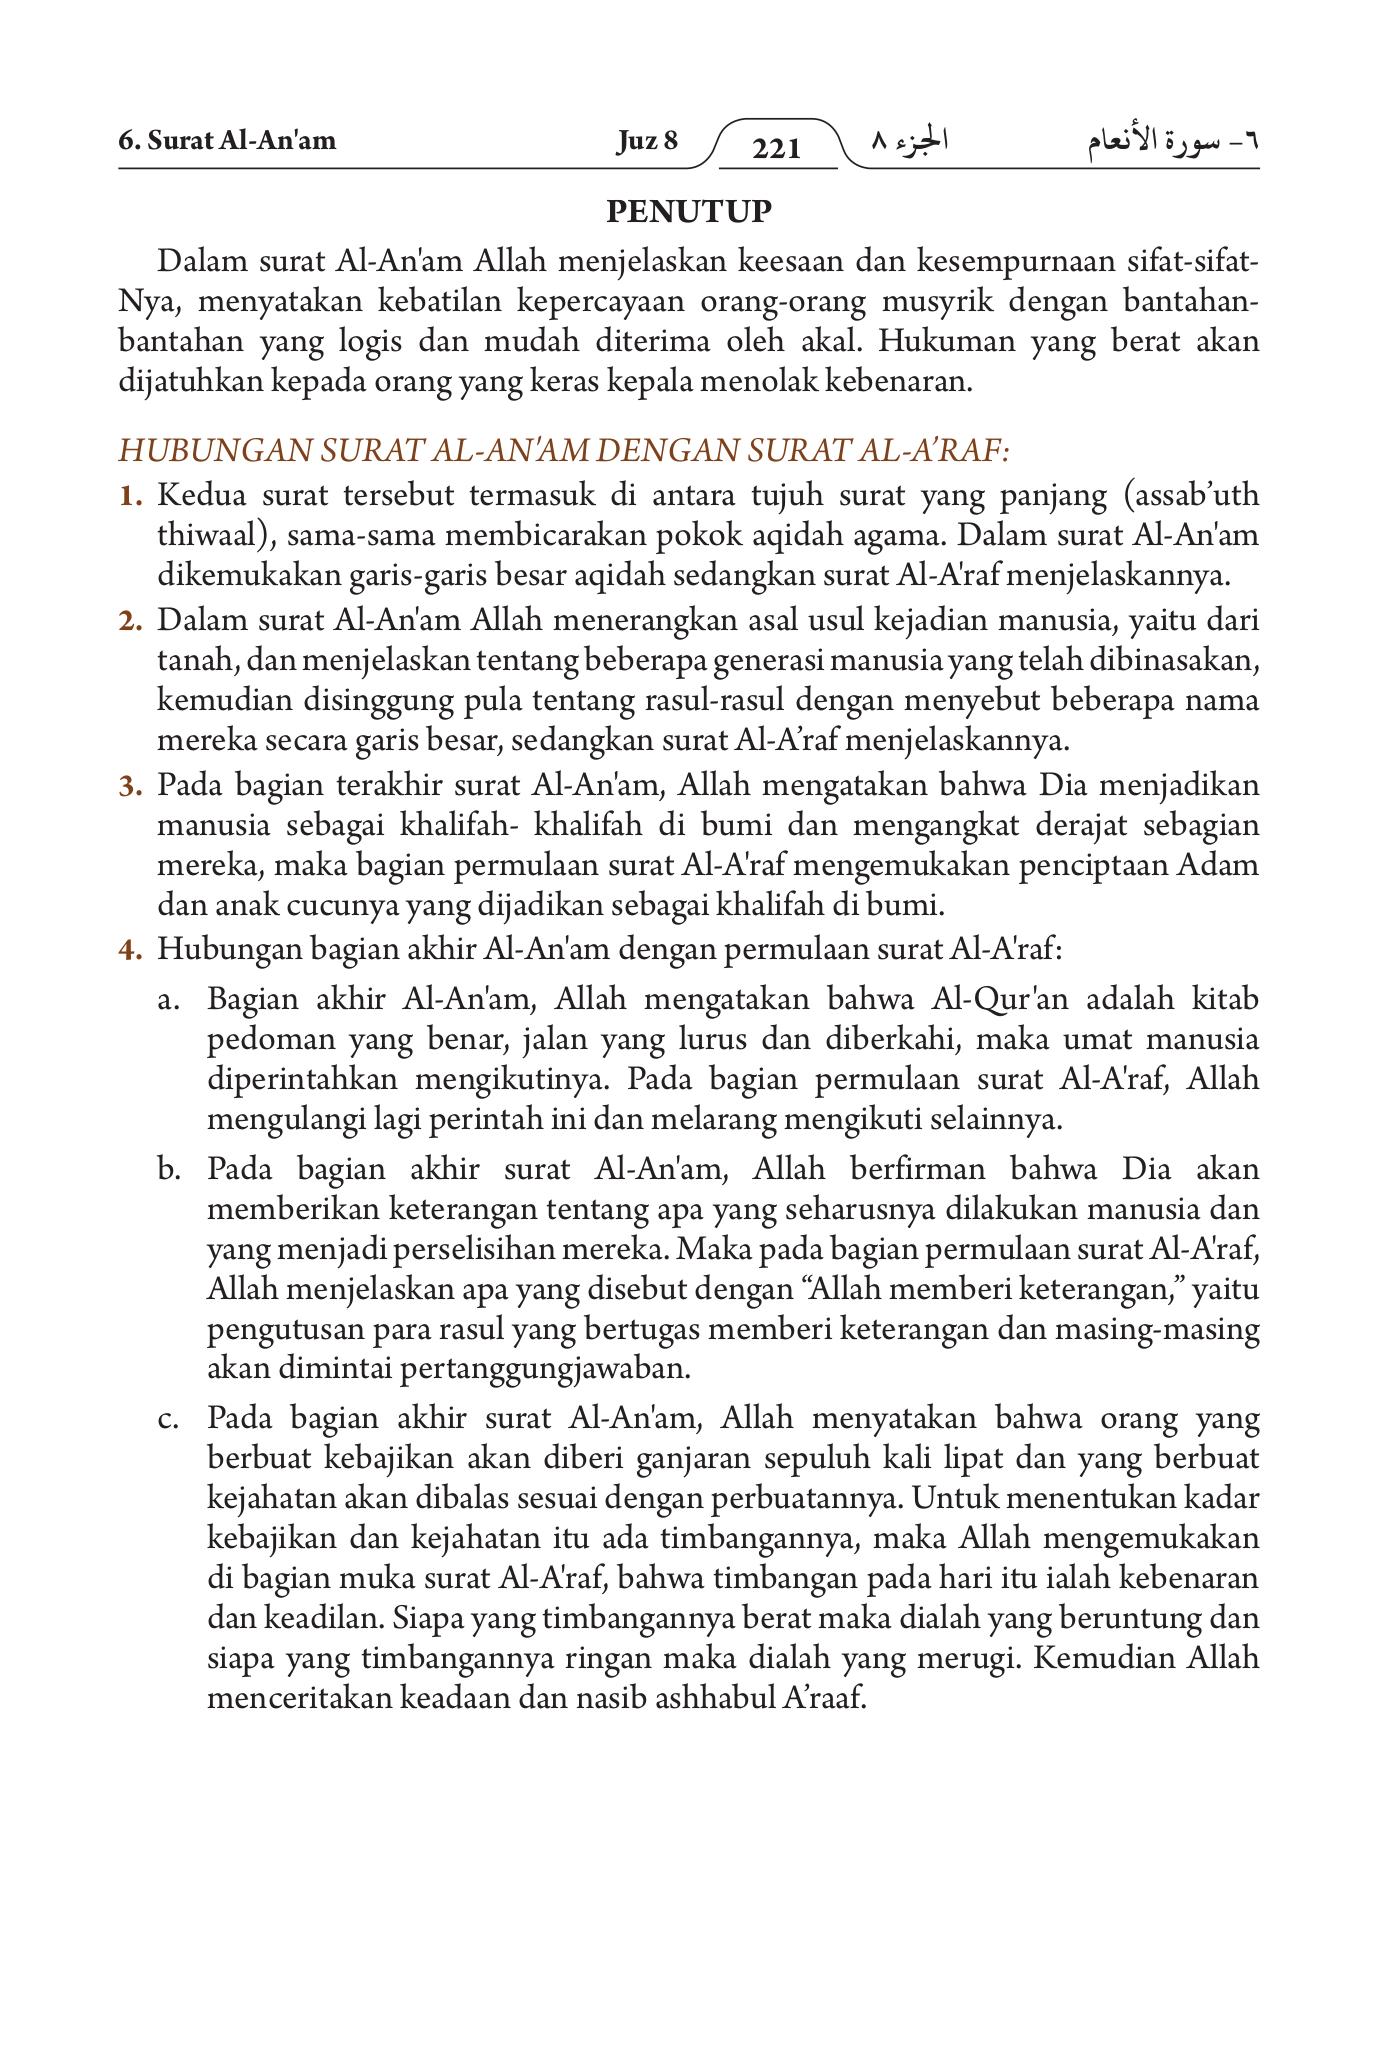 6. Surat Al-An'am Juz 8 221 الجزء ٨ ٦- سورة الأنعام
PENUTUP
Dalam surat Al-An'am Allah menjelaskan keesaan dan kesempurnaan sifat-sifat-
Nya, menyatakan kebatilan kepercayaan orang-orang musyrik dengan bantahan-
bantahan yang logis dan mudah diterima oleh akal. Hukuman yang berat akan
dijatuhkan kepada orang yang keras kepala menolak kebenaran.
HUBUNGAN SURAT AL-AN'AM DENGAN SURAT AL-A’RAF:
1. Kedua surat tersebut termasuk di antara tujuh surat yang panjang (assab’uth
thiwaal), sama-sama membicarakan pokok aqidah agama. Dalam surat Al-An'am
dikemukakan garis-garis besar aqidah sedangkan surat Al-A'raf menjelaskannya.
2. Dalam surat Al-An'am Allah menerangkan asal usul kejadian manusia, yaitu dari
tanah, dan menjelaskan tentang beberapa generasi manusia yang telah dibinasakan,
kemudian disinggung pula tentang rasul-rasul dengan menyebut beberapa nama
mereka secara garis besar, sedangkan surat Al-A’raf menjelaskannya.
3. Pada bagian terakhir surat Al-An'am, Allah mengatakan bahwa Dia menjadikan
manusia sebagai khalifah- khalifah di bumi dan mengangkat derajat sebagian
mereka, maka bagian permulaan surat Al-A'raf mengemukakan penciptaan Adam
dan anak cucunya yang dijadikan sebagai khalifah di bumi.
4. Hubungan bagian akhir Al-An'am dengan permulaan surat Al-A'raf:
a. Bagian akhir Al-An'am, Allah mengatakan bahwa Al-Qur'an adalah kitab
pedoman yang benar, jalan yang lurus dan diberkahi, maka umat manusia
diperintahkan mengikutinya. Pada bagian permulaan surat Al-A'raf, Allah
mengulangi lagi perintah ini dan melarang mengikuti selainnya.
b. Pada bagian akhir surat Al-An'am, Allah berfirman bahwa Dia akan
memberikan keterangan tentang apa yang seharusnya dilakukan manusia dan
yang menjadi perselisihan mereka. Maka pada bagian permulaan surat Al-A'raf,
Allah menjelaskan apa yang disebut dengan “Allah memberi keterangan,” yaitu
pengutusan para rasul yang bertugas memberi keterangan dan masing-masing
akan dimintai pertanggungjawaban.
c. Pada bagian akhir surat Al-An'am, Allah menyatakan bahwa orang yang
berbuat kebajikan akan diberi ganjaran sepuluh kali lipat dan yang berbuat
kejahatan akan dibalas sesuai dengan perbuatannya. Untuk menentukan kadar
kebajikan dan kejahatan itu ada timbangannya, maka Allah mengemukakan
di bagian muka surat Al-A'raf, bahwa timbangan pada hari itu ialah kebenaran
dan keadilan. Siapa yang timbangannya berat maka dialah yang beruntung dan
siapa yang timbangannya ringan maka dialah yang merugi. Kemudian Allah
menceritakan keadaan dan nasib ashhabul A’raaf.